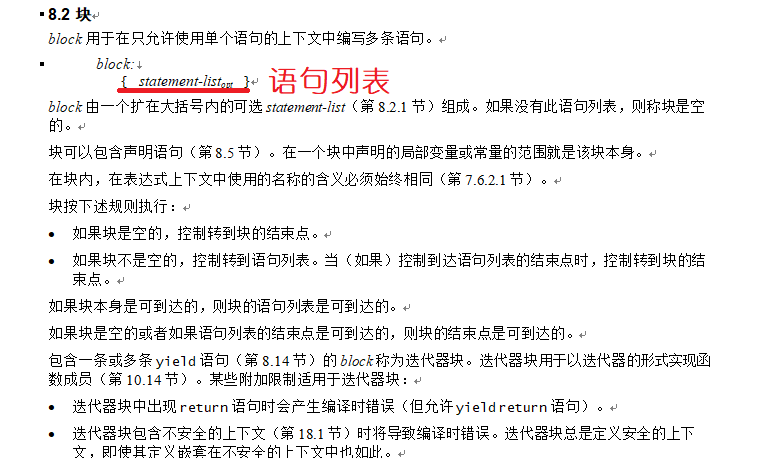 8.2 块
block 用于在只允许使用单个语句的上下文中编写多条语句。
block:
{ statement-listopt } 语句列表
block 由一个扩在大括号内的可选 statement-list（第 8.2.1 节）组成。如果没有此语句列表，则称块是空
的。
块可以包含声明语句（第 8.5 节）。在一个块中声明的局部变量或常量的范围就是该块本身。
在块内，在表达式上下文中使用的名称的含义必须始终相同（第 7.6.2.1 节）。
块按下述规则执行：
• 如果块是空的，控制转到块的结束点。
• 如果块不是空的，控制转到语句列表。当（如果）控制到达语句列表的结束点时，控制转到块的结
束点。
如果块本身是可到达的，则块的语句列表是可到达的。
如果块是空的或者如果语句列表的结束点是可到达的，则块的结束点是可到达的。
包含一条或多条 yield 语句（第 8.14 节）的 block 称为迭代器块。迭代器块用于以迭代器的形式实现函
数成员（第 10.14 节）。某些附加限制适用于迭代器块：
• 迭代器块中出现 return 语句时会产生编译时错误（但允许 yield return 语句）。
• 迭代器块包含不安全的上下文（第 18.1 节）时将导致编译时错误。迭代器块总是定义安全的上下
文，即使其定义嵌套在不安全的上下文中也如此。